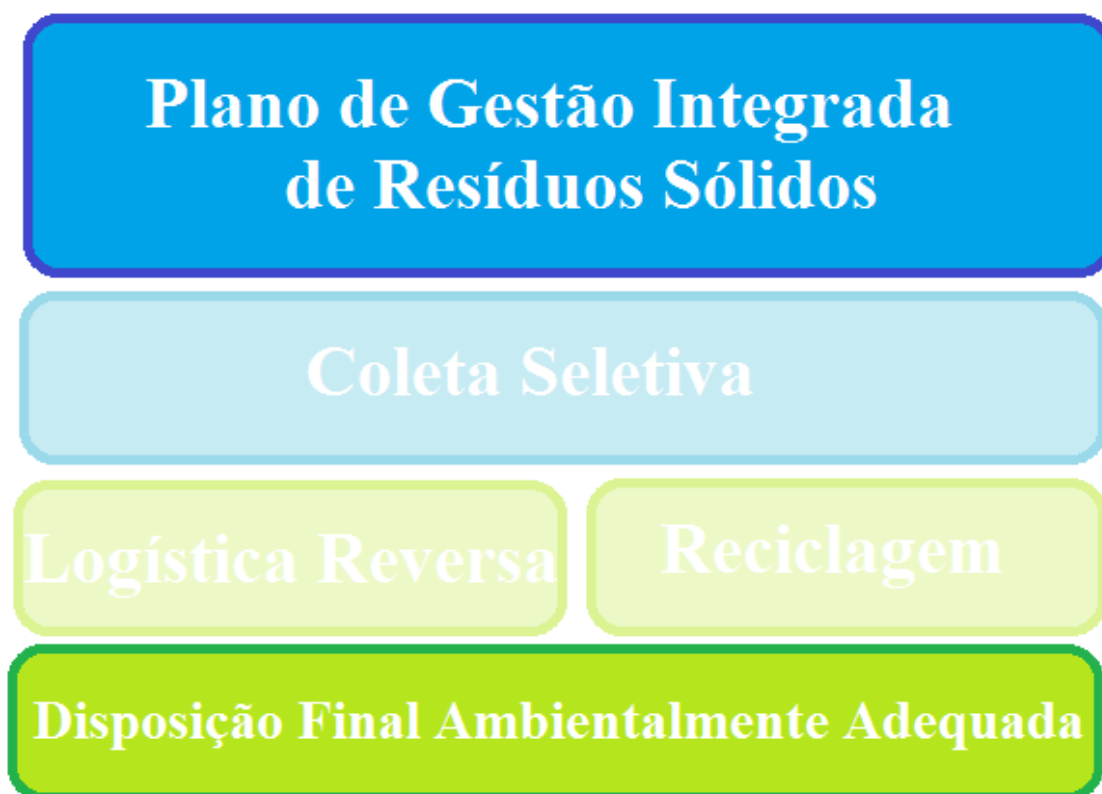 Plano de Gestão Integrada
de Resíduos Sólidos
Coleta Seletiva
Logística Reversa
Reciclagem
Disposição Final Ambientalmente Adequada